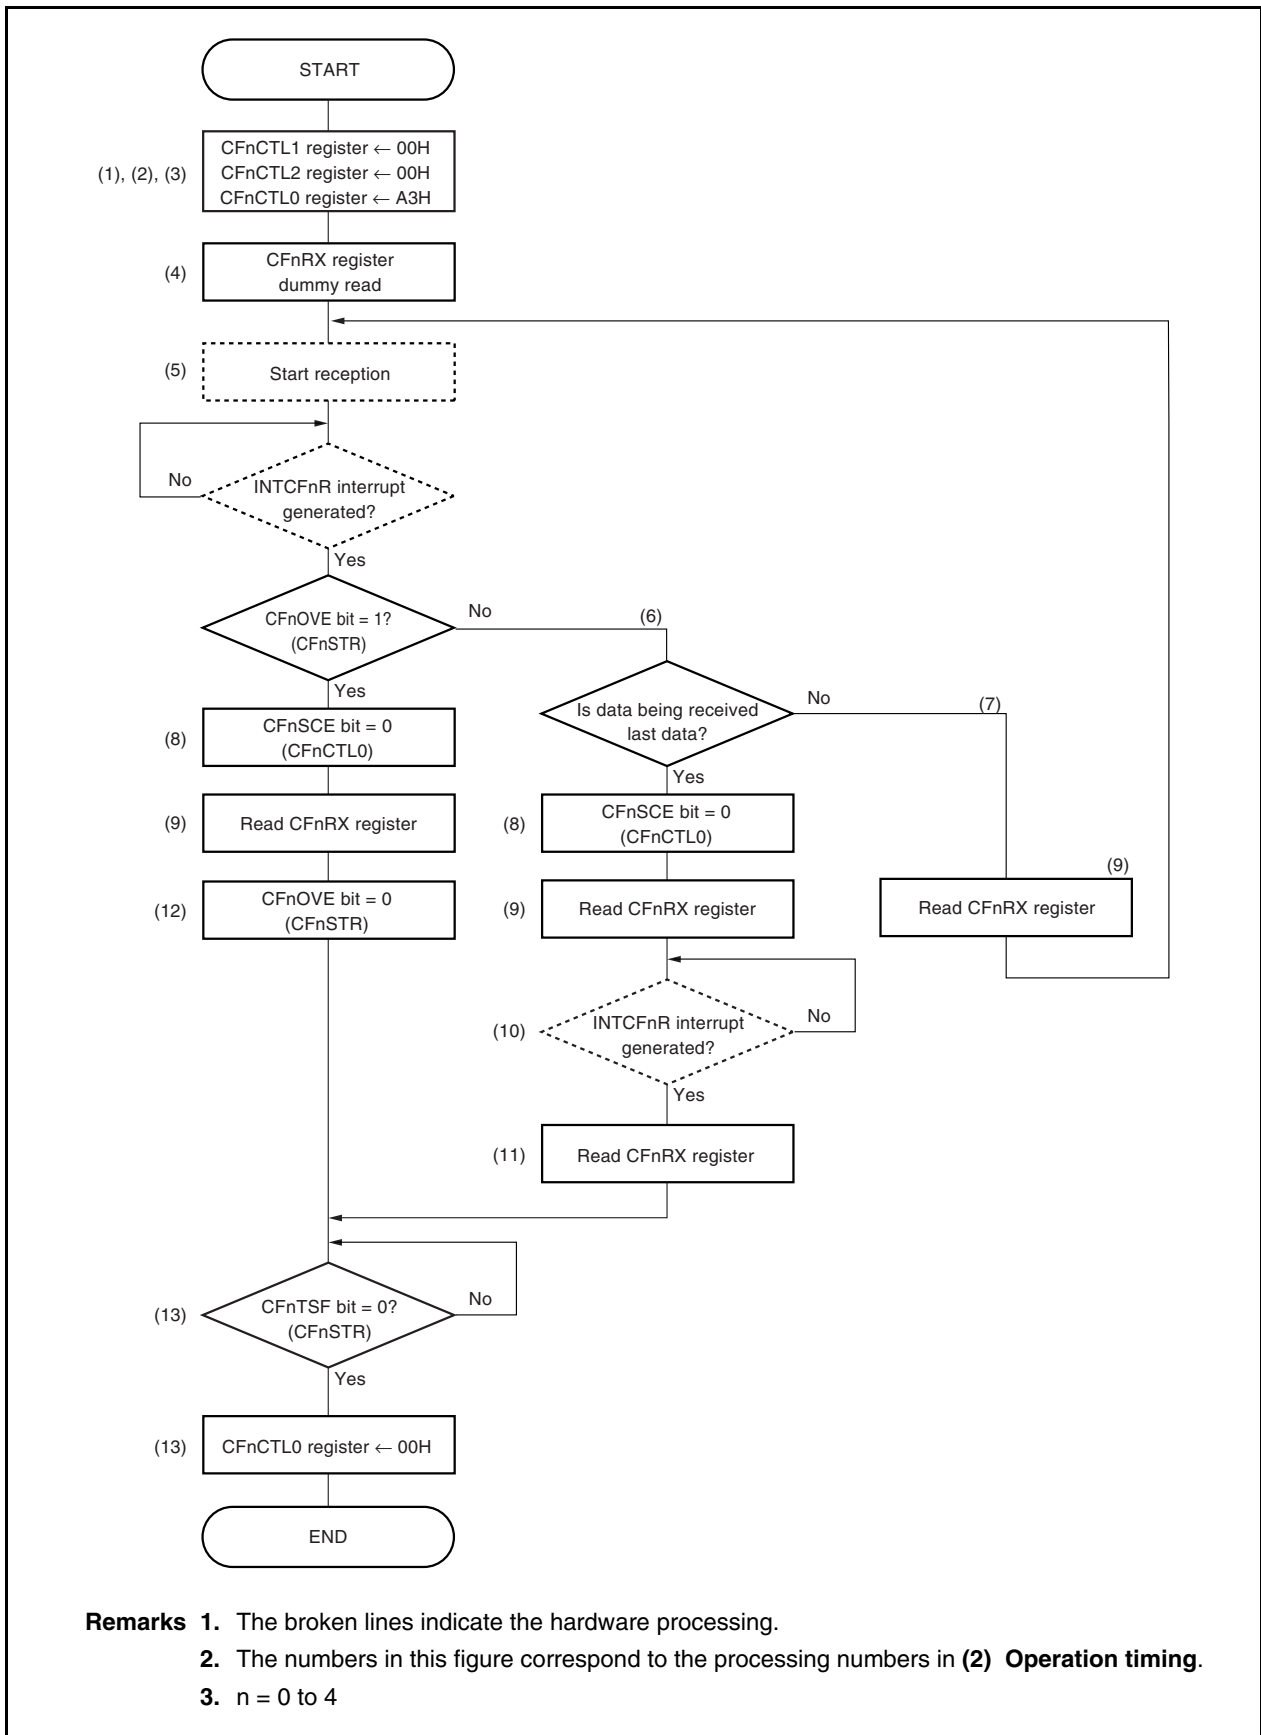 START
(1), (2), (3)
CFnCTL1 register ← 00H
CFnCTL2 register ← 00H
CFnCTL0 register ← A3H
(4)
CFnRX register
dummy read
(5)
Start reception
No
INTCFnR interrupt
generated?
Yes
CFnOVE bit = 1?
(CFnSTR)
No
(6)
Yes
Is data being received
last data?
No
(7)
Yes
(8)
CFnSCE bit = 0
(CFnCTL0)
(9)
Read CFnRX register
(12)
CFnOVE bit = 0
(CFnSTR)
(8)
CFnSCE bit = 0
(CFnCTL0)
(9)
Read CFnRX register
(9)
Read CFnRX register
(10)
INTCFnR interrupt
generated?
No
Yes
(11)
Read CFnRX register
(13)
CFnTSF bit = 0?
(CFnSTR)
No
Yes
(13)
CFnCTL0 register ← 00H
END
Remarks 1. The broken lines indicate the hardware processing.
2. The numbers in this figure correspond to the processing numbers in (2) Operation timing.
3. n = 0 to 4